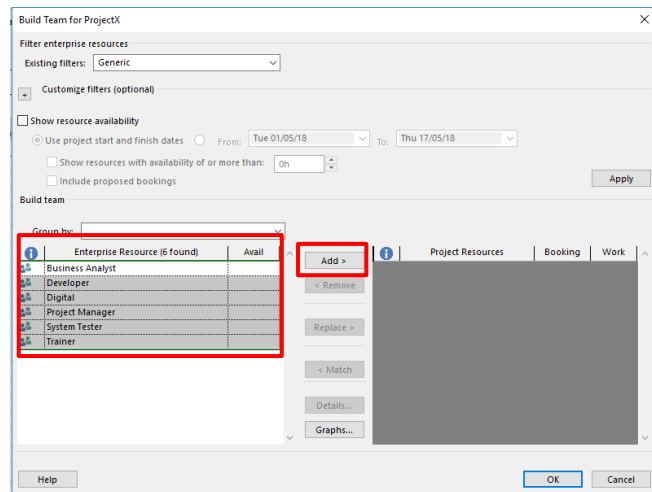 Build Team for ProjectX
Filter enterprise resources
Existing filters: Generic
+ Customize filters (optional)
Show resource availability
Use project start and finish dates From: Tue 01/05/18 To: Thu 17/05/18
Show resources with availability of or more than: 0h
Include proposed bookings
Apply
Build team
Group by:
Enterprise Resource (6 found) Avail
Business Analyst
Developer
Digital
Project Manager
System Tester
Trainer
Add >
< Remove
Replace >
< Match
Details...
Graphs...
Project Resources Booking Work
Help OK Cancel